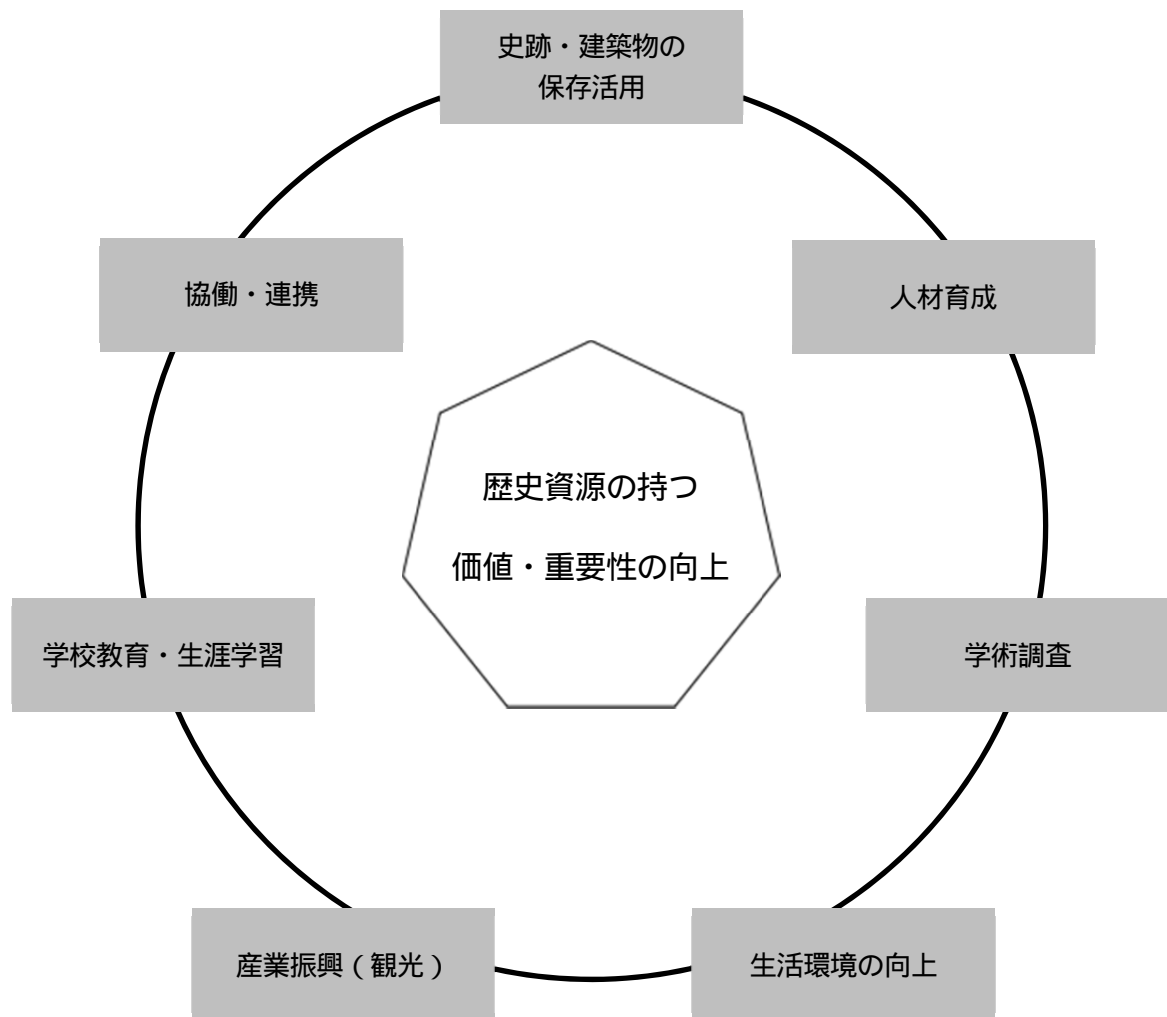 史跡・建築物の
保存活用
協働・連携
人材育成
歴史資源の持つ
価値・重要性の向上
学校教育・生涯学習
学術調査
産業振興（観光）
生活環境の向上